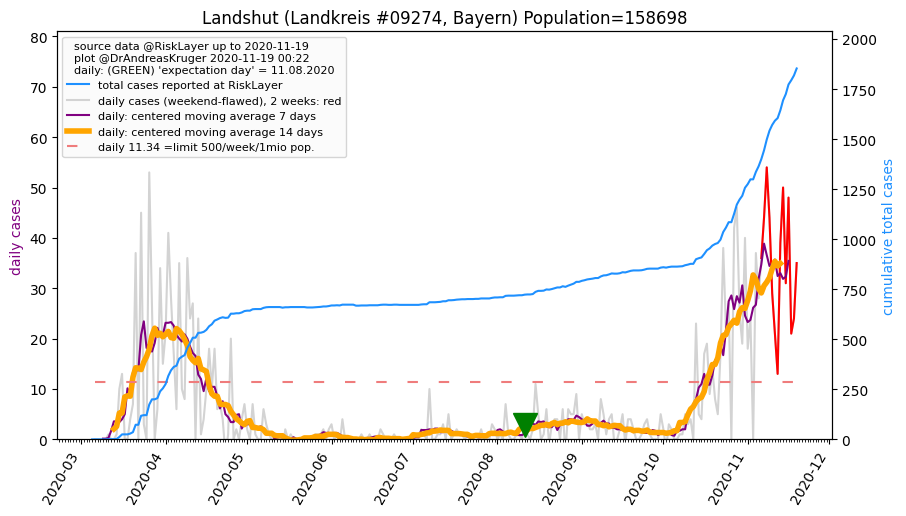 Landshut (Landkreis #09274, Bayern) Population=158698
source data @RiskLayer up to 2020-11-19
plot @DrAndreasKruger 2020-11-19 00:22
daily: (GREEN) 'expectation day' = 11.08.2020
total cases reported at RiskLayer
daily cases (weekend-flawed), 2 weeks: red
daily: centered moving average 7 days
daily: centered moving average 14 days
daily 11.34 =limit 500/week/1mio pop.
daily cases
80
70
60
50
40
30
20
10
0
2000
1750
1500
1250
1000
750
500
250
0
cumulative total cases
2020-03
2020-04
2020-05
2020-06
2020-07
2020-08
2020-09
2020-10
2020-11
2020-12